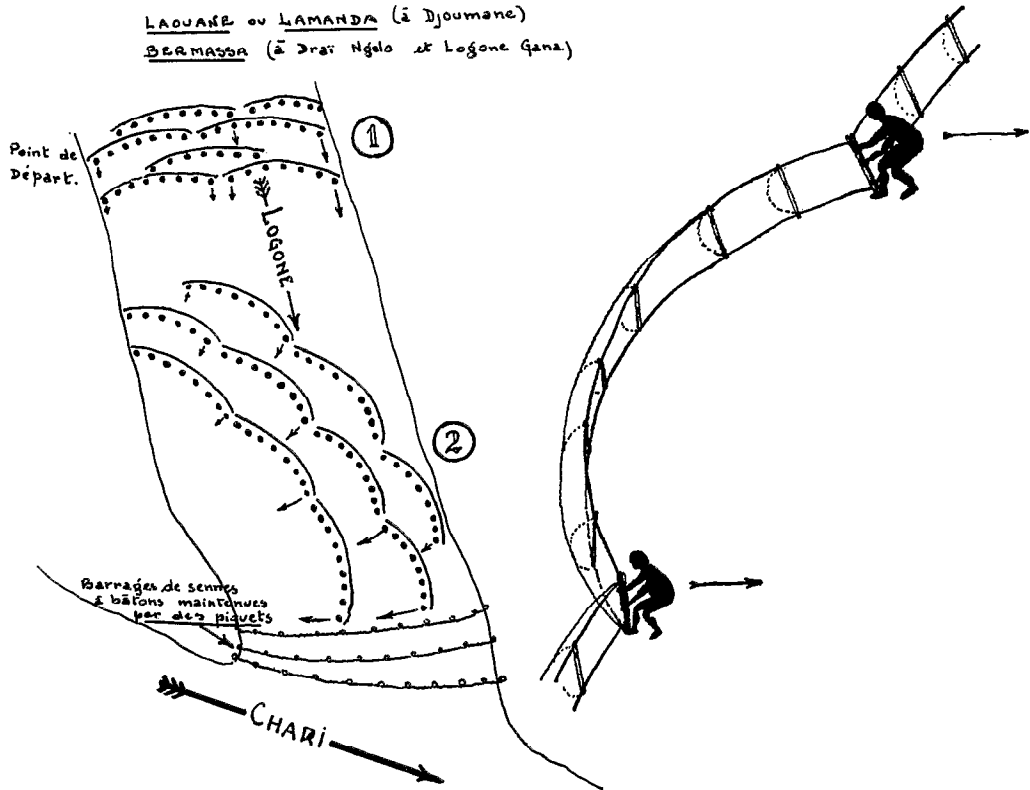 LAOUANE ou LAMANDA (à Djoumane)
BERMASSA (à Draï Ngolo et Logone Gana)
1
Point de
Départ.
LOGONE
2
Barrages de sennes
à bâtons maintenues
par des piquets
CHARI